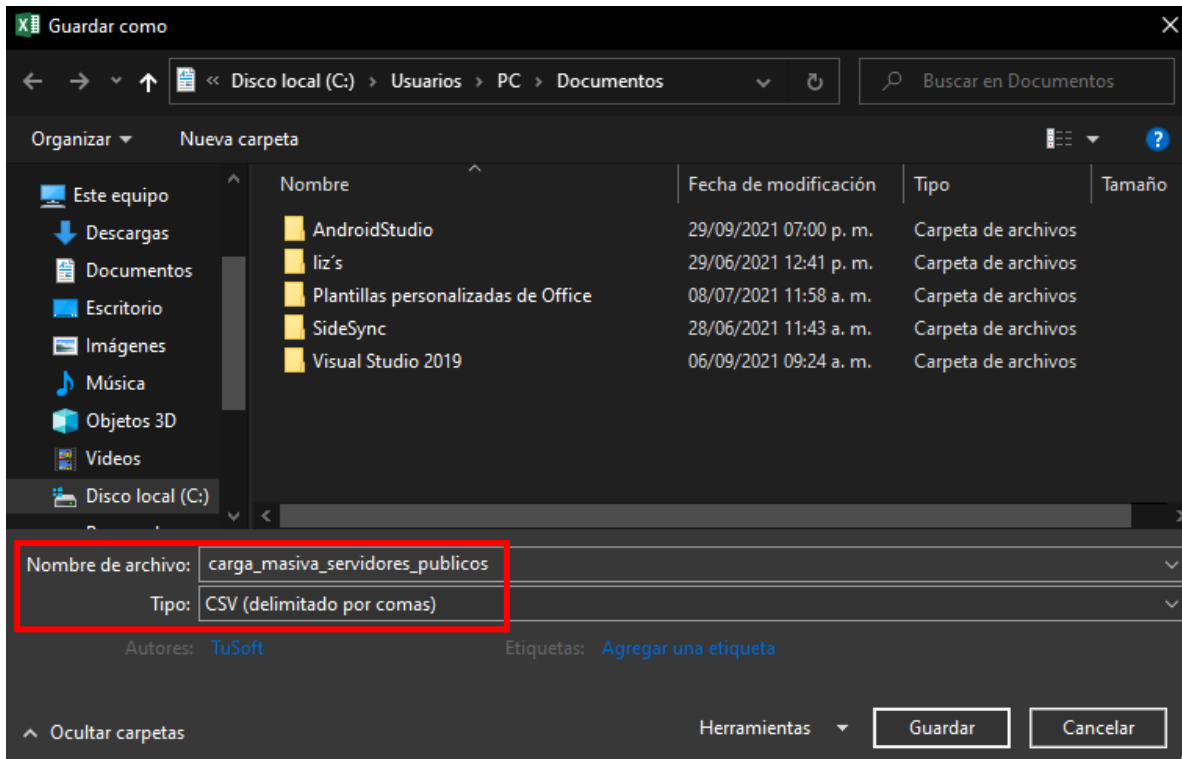 Guardar como
« Disco local (C:) › Usuarios › PC › Documentos
Buscar en Documentos
Organizar Nueva carpeta
Este equipo
Descargas
Documentos
Escritorio
Imágenes
Música
Objetos 3D
Videos
Disco local (C:)
Nombre Fecha de modificación Tipo Tamaño
AndroidStudio 29/09/2021 07:00 p. m. Carpeta de archivos
liz´s 29/06/2021 12:41 p. m. Carpeta de archivos
Plantillas personalizadas de Office 08/07/2021 11:58 a. m. Carpeta de archivos
SideSync 28/06/2021 11:43 a. m. Carpeta de archivos
Visual Studio 2019 06/09/2021 09:24 a. m. Carpeta de archivos
Nombre de archivo: carga_masiva_servidores_publicos
Tipo: CSV (delimitado por comas)
Autores: TuSoft Etiquetas: Agregar una etiqueta
Ocultar carpetas Herramientas Guardar Cancelar